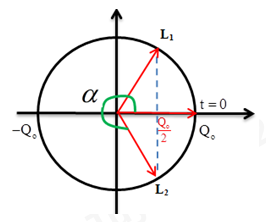 L₁
α
t = 0
−Q₀
Q₀/2
Q₀
L₂